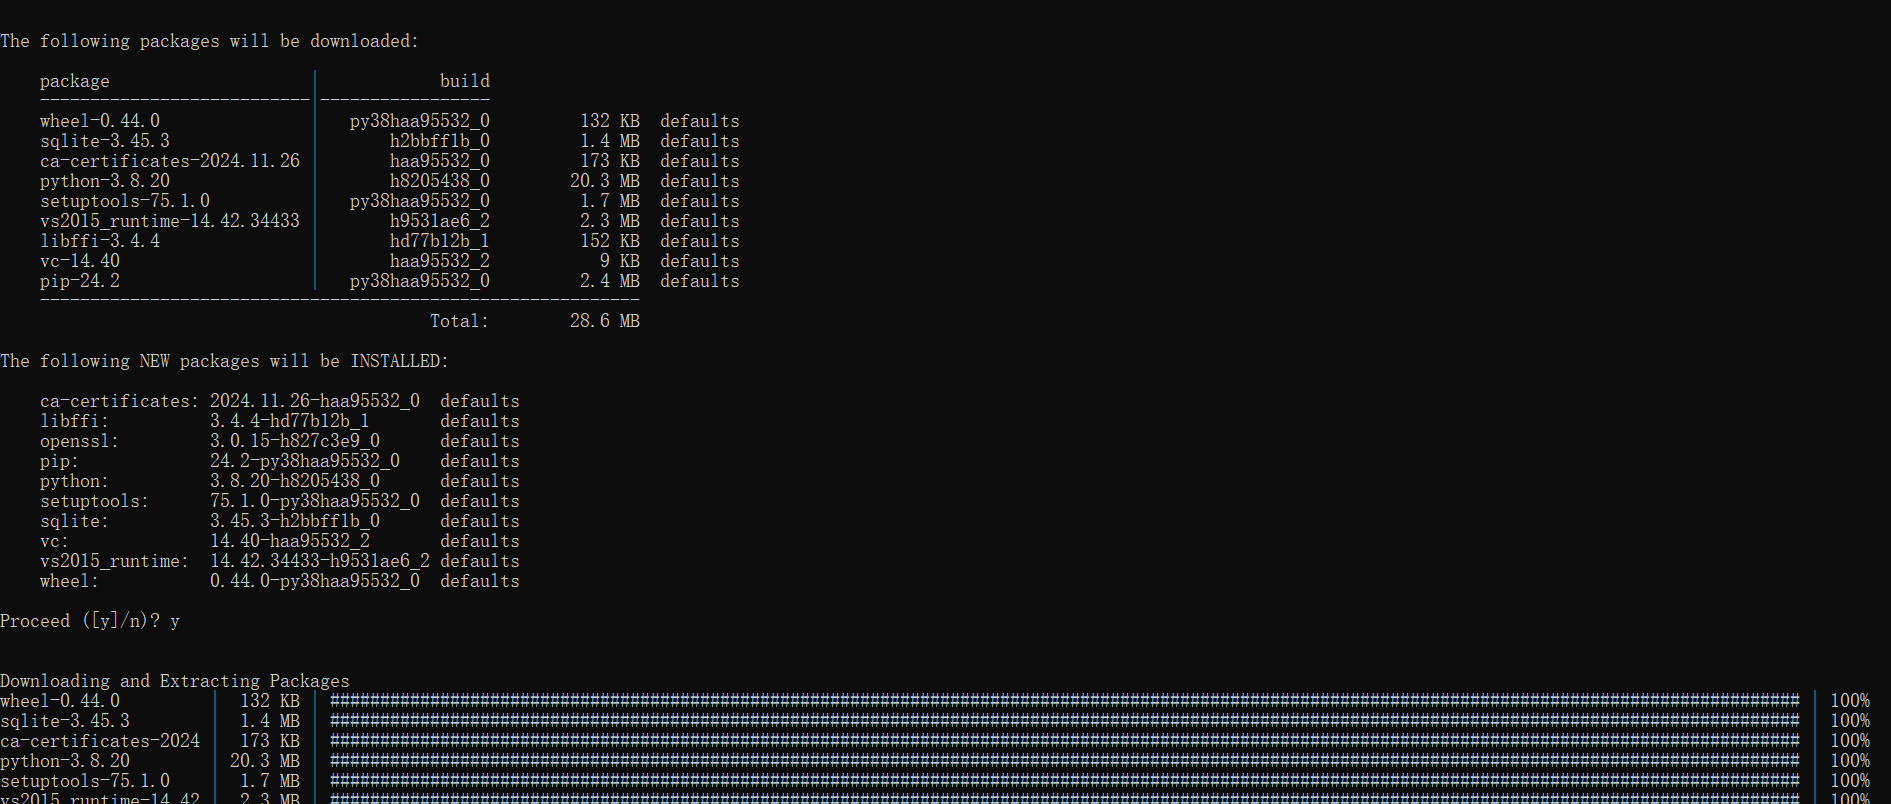 The following packages will be downloaded:
package | build
---------------------------|-----------------
wheel-0.44.0 | py38haa95532_0 132 KB defaults
sqlite-3.45.3 | h2bbff1b_0 1.4 MB defaults
ca-certificates-2024.11.26 | haa95532_0 173 KB defaults
python-3.8.20 | h8205438_0 20.3 MB defaults
setuptools-75.1.0 | py38haa95532_0 1.7 MB defaults
vs2015_runtime-14.42.34433 | h9531ae6_2 2.3 MB defaults
libffi-3.4.4 | hd77b12b_1 152 KB defaults
vc-14.40 | haa95532_2 9 KB defaults
pip-24.2 | py38haa95532_0 2.4 MB defaults
------------------------------------------------------------
Total: 28.6 MB
The following NEW packages will be INSTALLED:
ca-certificates: 2024.11.26-haa95532_0 defaults
libffi: 3.4.4-hd77b12b_1 defaults
openssl: 3.0.15-h827c3e9_0 defaults
pip: 24.2-py38haa95532_0 defaults
python: 3.8.20-h8205438_0 defaults
setuptools: 75.1.0-py38haa95532_0 defaults
sqlite: 3.45.3-h2bbff1b_0 defaults
vc: 14.40-haa95532_2 defaults
vs2015_runtime: 14.42.34433-h9531ae6_2 defaults
wheel: 0.44.0-py38haa95532_0 defaults
Proceed ([y]/n)? y
Downloading and Extracting Packages
wheel-0.44.0 | 132 KB | ################################################################################################################################################### | 100%
sqlite-3.45.3 | 1.4 MB | ################################################################################################################################################### | 100%
ca-certificates-2024 | 173 KB | ################################################################################################################################################### | 100%
python-3.8.20 | 20.3 MB | ################################################################################################################################################### | 100%
setuptools-75.1.0 | 1.7 MB | ################################################################################################################################################### | 100%
vs2015_runtime-14.42 | 2.3 MB | ################################################################################################################################################### | 100%